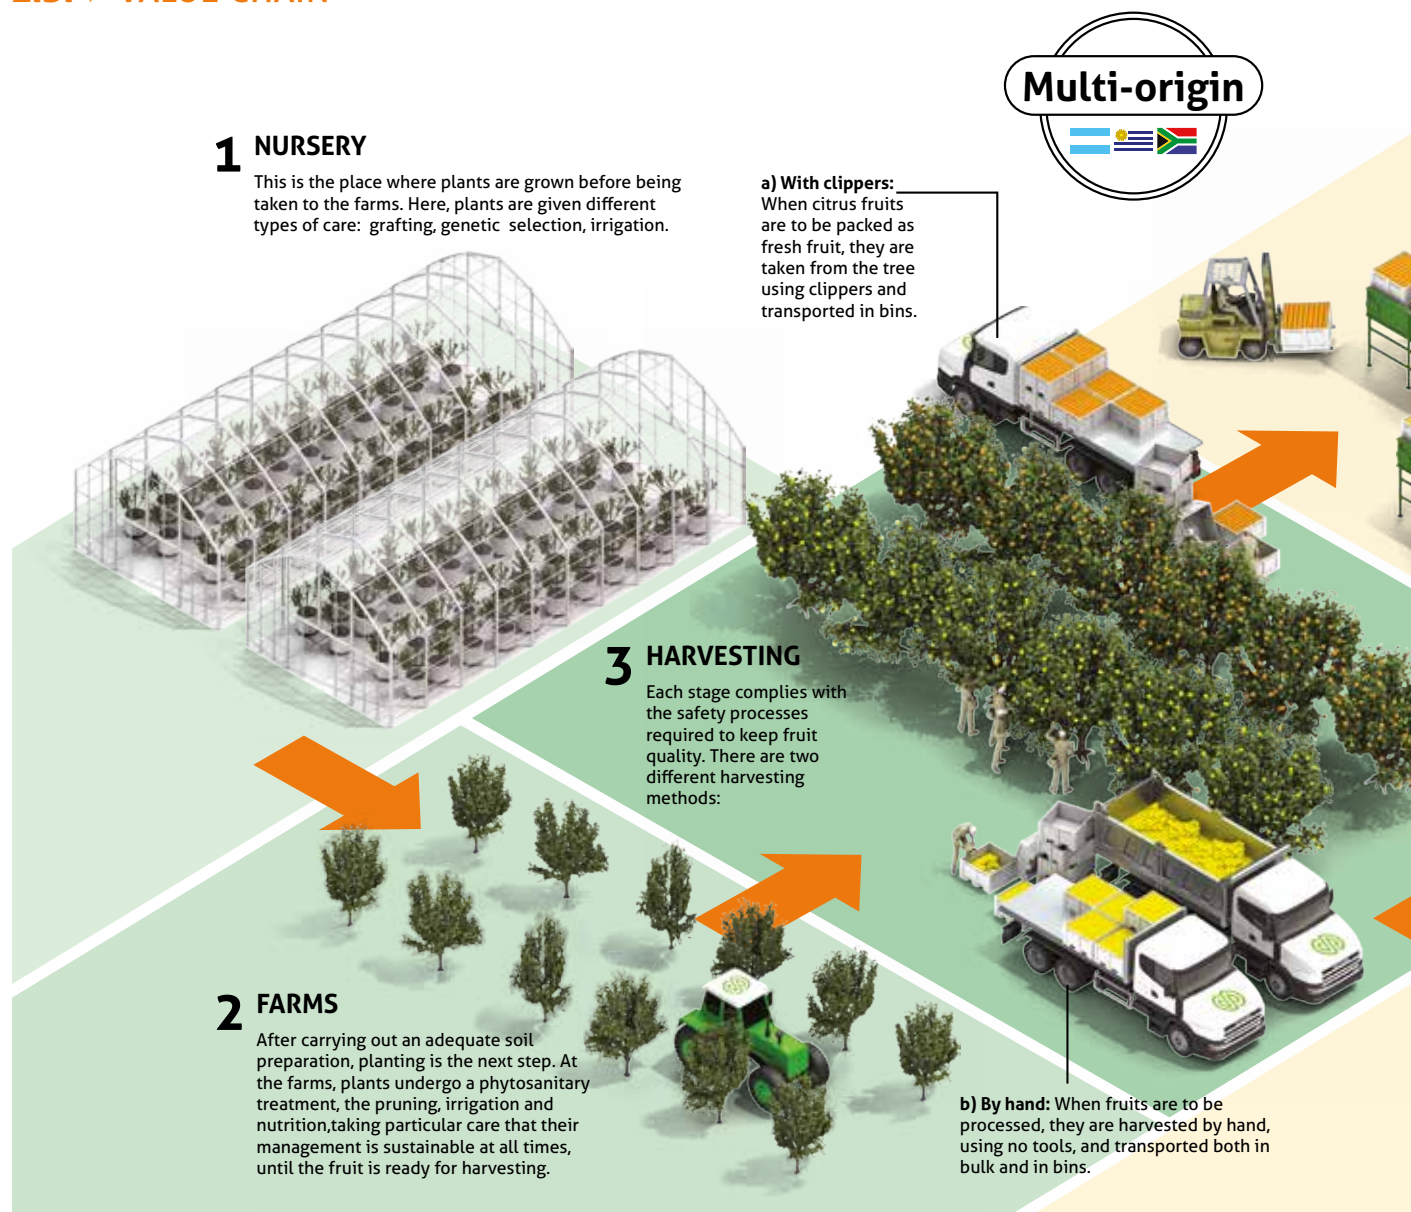 VALUE CHAIN
Multi-origin
1 NURSERY
This is the place where plants are grown before being
taken to the farms. Here, plants are given different
types of care: grafting, genetic selection, irrigation.
a) With clippers:
When citrus fruits
are to be packed as
fresh fruit, they are
taken from the tree
using clippers and
transported in bins.
3 HARVESTING
Each stage complies with
the safety processes
required to keep fruit
quality. There are two
different harvesting
methods:
2 FARMS
After carrying out an adequate soil
preparation, planting is the next step. At
the farms, plants undergo a phytosanitary
treatment, the pruning, irrigation and
nutrition,taking particular care that their
management is sustainable at all times,
until the fruit is ready for harvesting.
b) By hand: When fruits are to be
processed, they are harvested by hand,
using no tools, and transported both in
bulk and in bins.